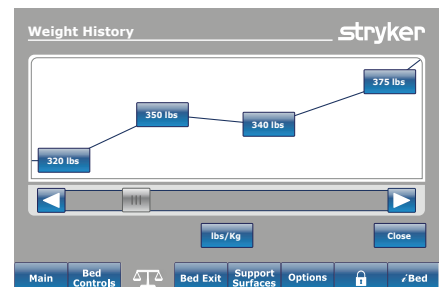 Weight History
stryker
375 lbs
350 lbs
340 lbs
320 lbs
lbs/Kg
Close
Main
Bed Controls
Bed Exit
Support Surfaces
Options
iBed